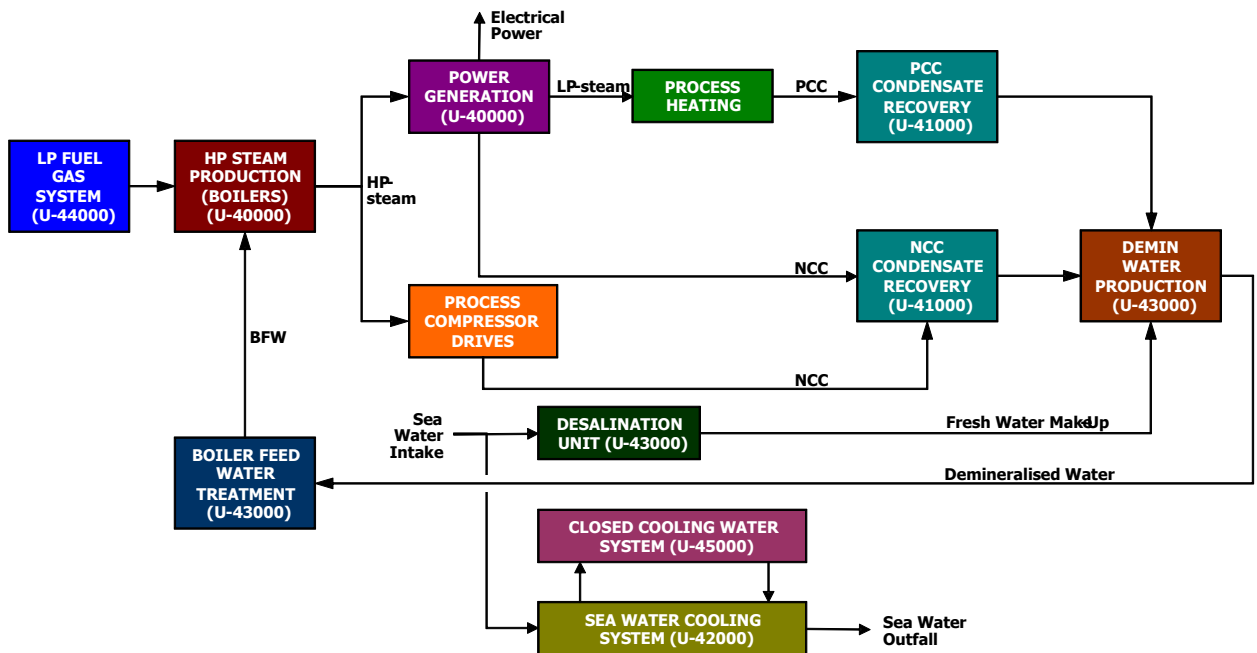 Electrical
Power
POWER
GENERATION
(U-40000)
LP-steam
PROCESS
HEATING
PCC
PCC
CONDENSATE
RECOVERY
(U-41000)
LP FUEL
GAS
SYSTEM
(U-44000)
HP STEAM
PRODUCTION
(BOILERS)
(U-40000)
HP-
steam
NCC
NCC
CONDENSATE
RECOVERY
(U-41000)
DEMIN
WATER
PRODUCTION
(U-43000)
PROCESS
COMPRESSOR
DRIVES
BFW
NCC
Sea
Water
Intake
DESALINATION
UNIT (U-43000)
Fresh Water Make-Up
BOILER FEED
WATER
TREATMENT
(U-43000)
Demineralised Water
CLOSED COOLING WATER
SYSTEM (U-45000)
SEA WATER COOLING
SYSTEM (U-42000)
Sea Water
Outfall